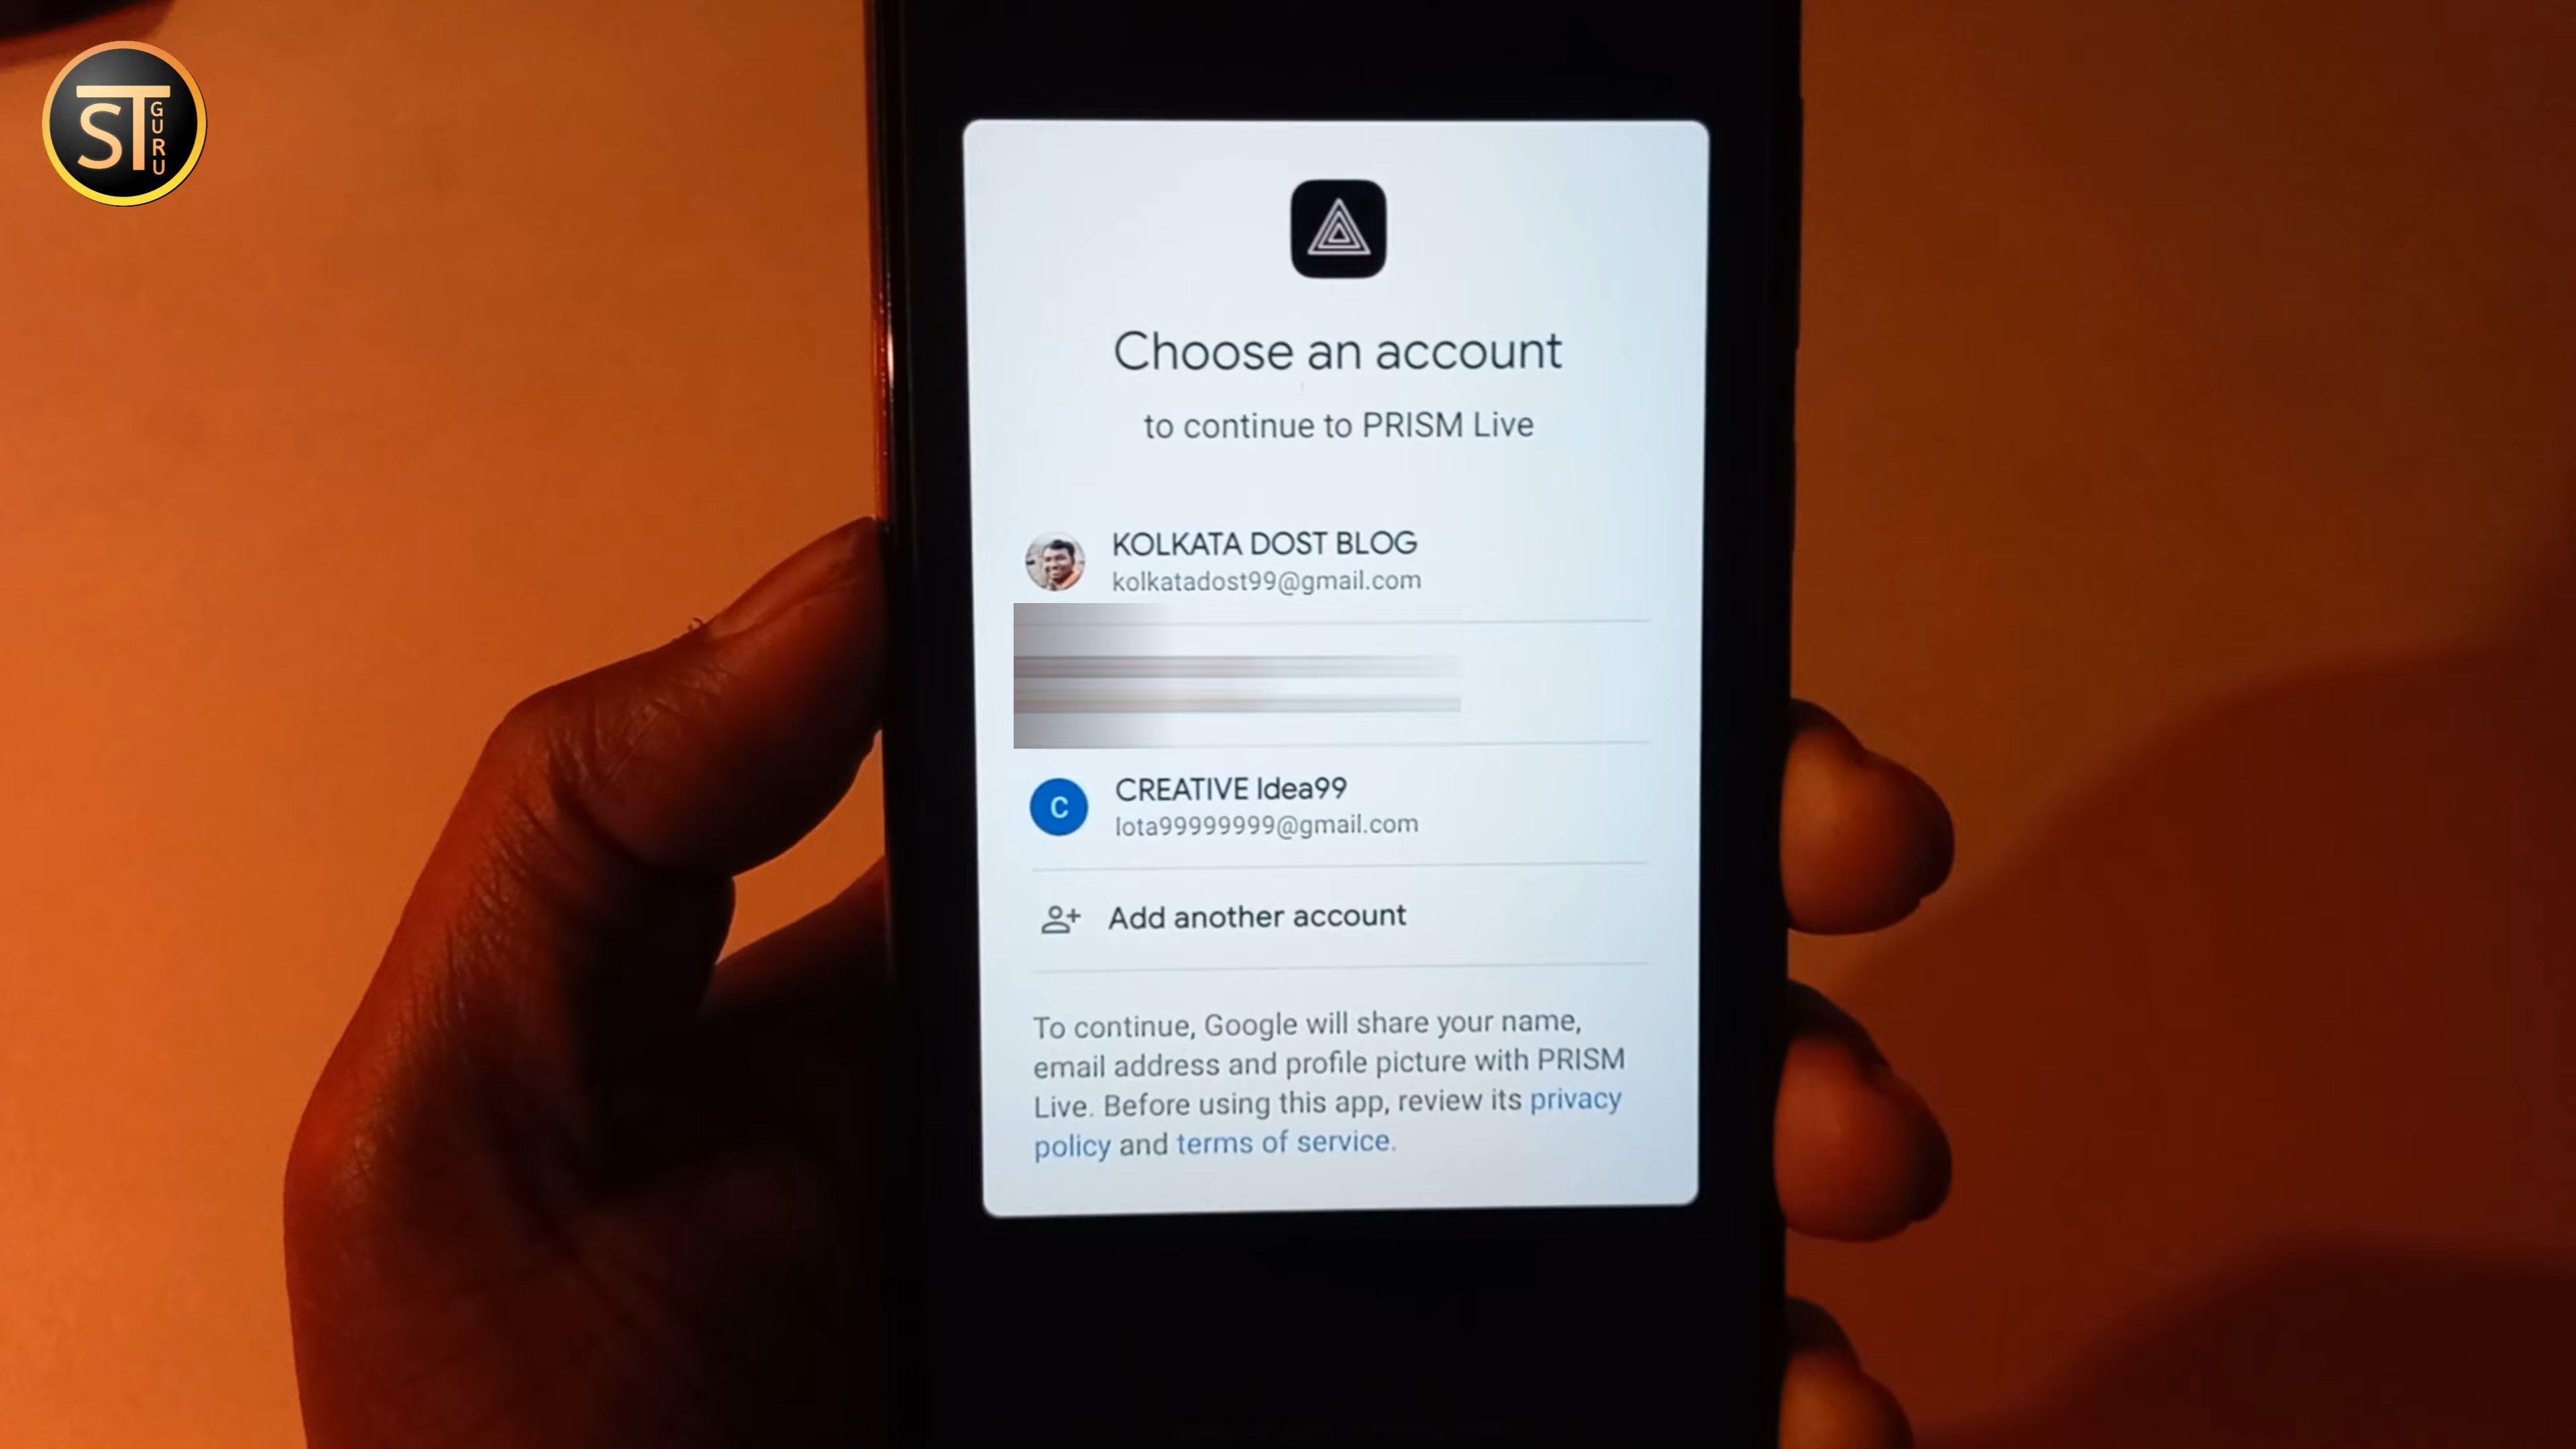 ST GURU
Choose an account
to continue to PRISM Live
KOLKATA DOST BLOG
kolkatadost99@gmail.com
C
CREATIVE Idea99
lota99999999@gmail.com
Add another account
To continue, Google will share your name,
email address and profile picture with PRISM
Live. Before using this app, review its privacy
policy and terms of service.